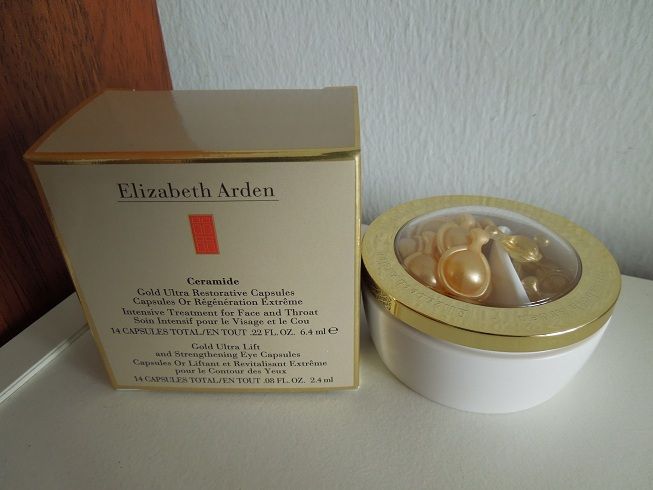 Elizabeth Arden
Ceramide
Gold Ultra Restorative Capsules
Capsules Or Régénération Extrême
Intensive Treatment for Face and Throat
Soin Intensif pour le Visage et le Cou
14 CAPSULES TOTAL/EN TOUT .22 FL. OZ. 6.4 ml ℮
Gold Ultra Lift
and Strengthening Eye Capsules
Capsules Or Liftant et Revitalisant Extrême
pour le Contour des Yeux
14 CAPSULES TOTAL/EN TOUT .08 FL. OZ. 2.4 ml